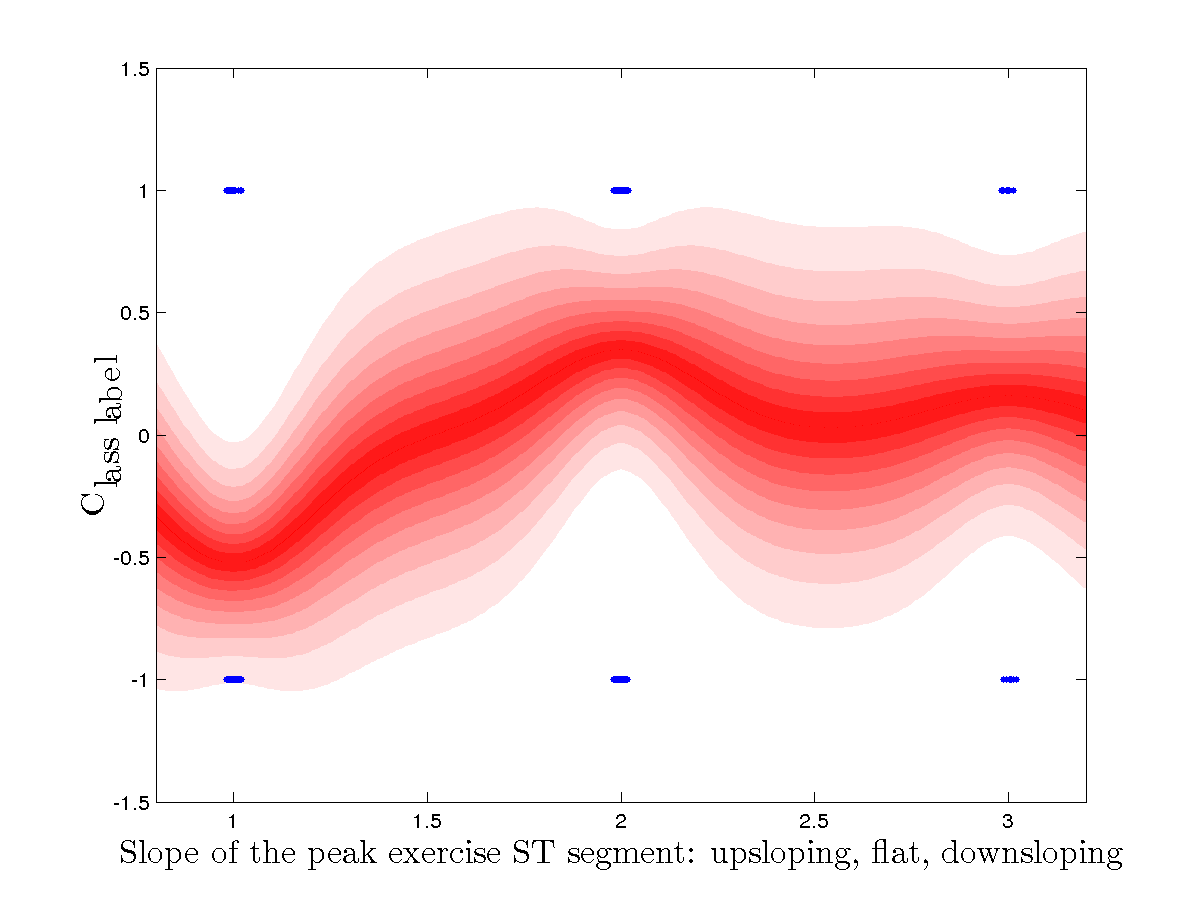 1.5
1
0.5
0
-0.5
-1
-1.5
Class label
1 1.5 2 2.5 3
Slope of the peak exercise ST segment: upsloping, flat, downsloping